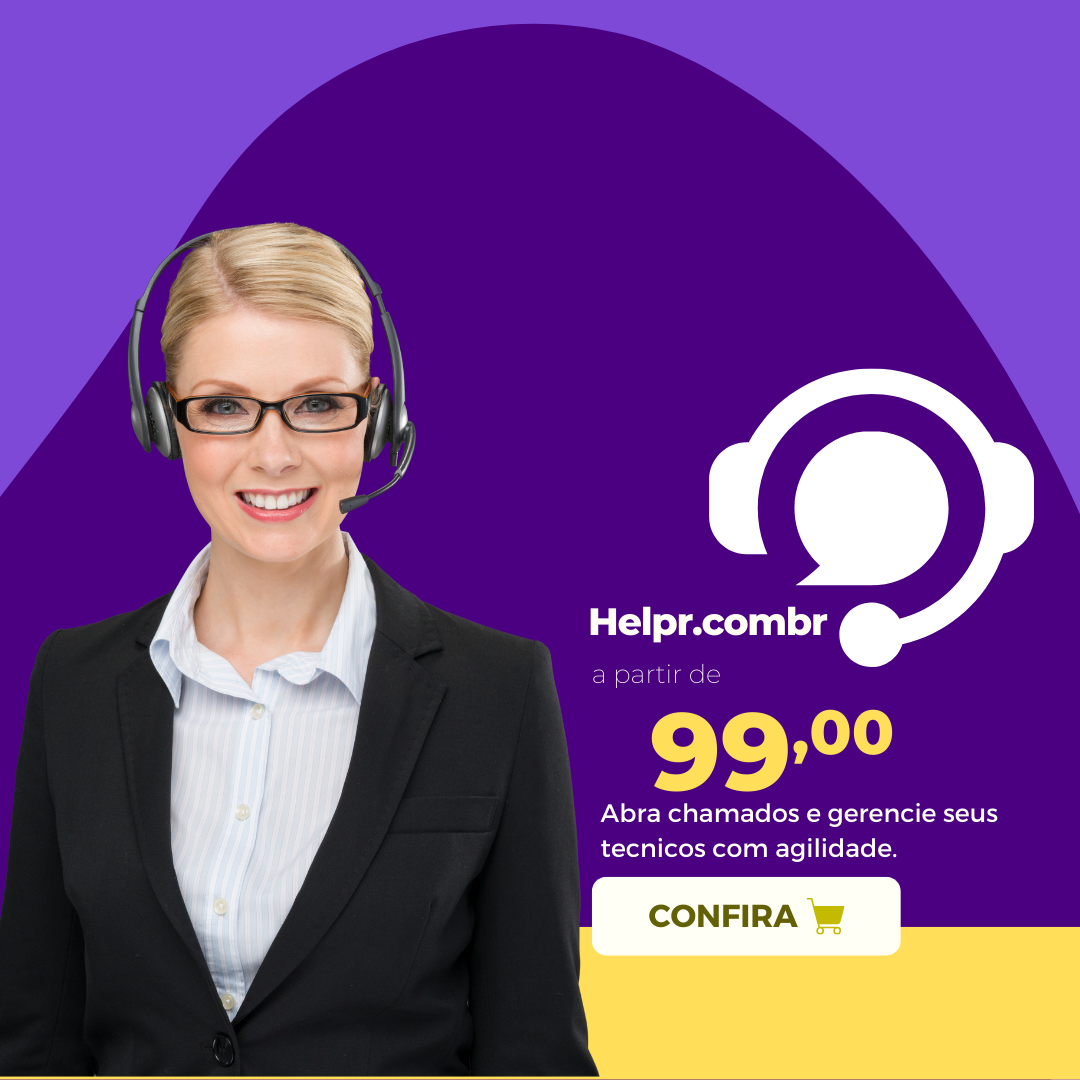 Helpr.combr
a partir de
99,00
Abra chamados e gerencie seus
tecnicos com agilidade.
CONFIRA